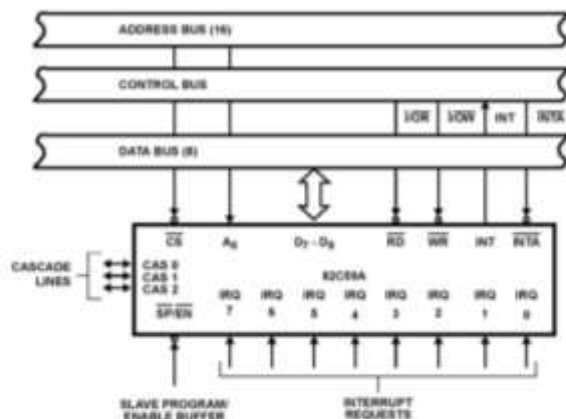 ADDRESS BUS (16)
CONTROL BUS
I/OR I/OW INT INTA
DATA BUS (8)
CS A0 D7 - D0 RD WR INT INTA
82C59A
CASCADE LINES
CAS 0
CAS 1
CAS 2
SP/EN
IRQ IRQ IRQ IRQ IRQ IRQ IRQ IRQ
7 6 5 4 3 2 1 0
SLAVE PROGRAM/
ENABLE BUFFER
INTERRUPT
REQUESTS